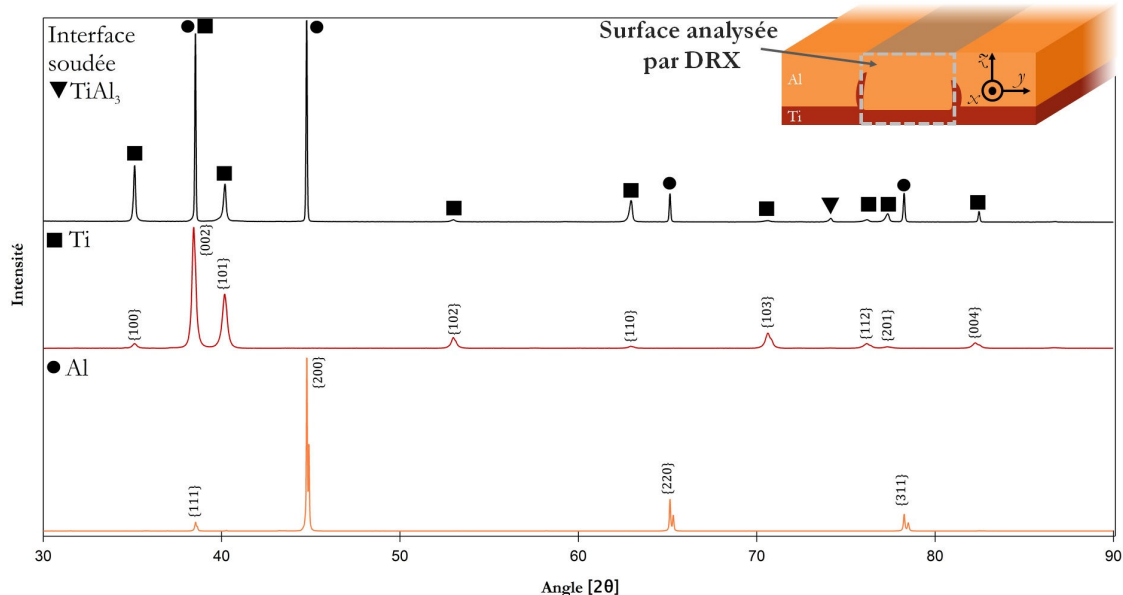 Interface
soudée
▼ TiAl₃
Surface analysée
par DRX
Al
Ti
z
y
x
■ Ti
{100}
{002}
{101}
{102}
{110}
{103}
{112}
{201}
{004}
● Al
{111}
{200}
{220}
{311}
Intensité
30 40 50 60 70 80 90
Angle [2θ]